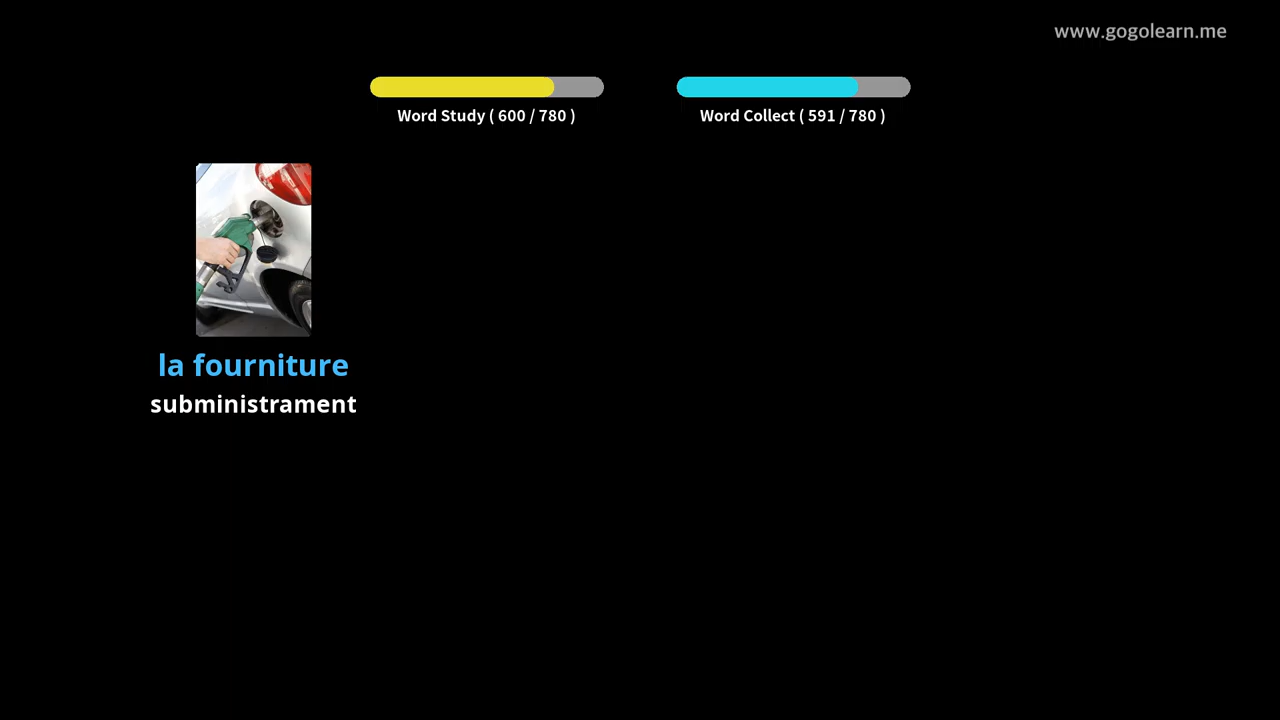 www.gogolearn.me
Word Study ( 600 / 780 )
Word Collect ( 591 / 780 )
la fourniture
subministrament